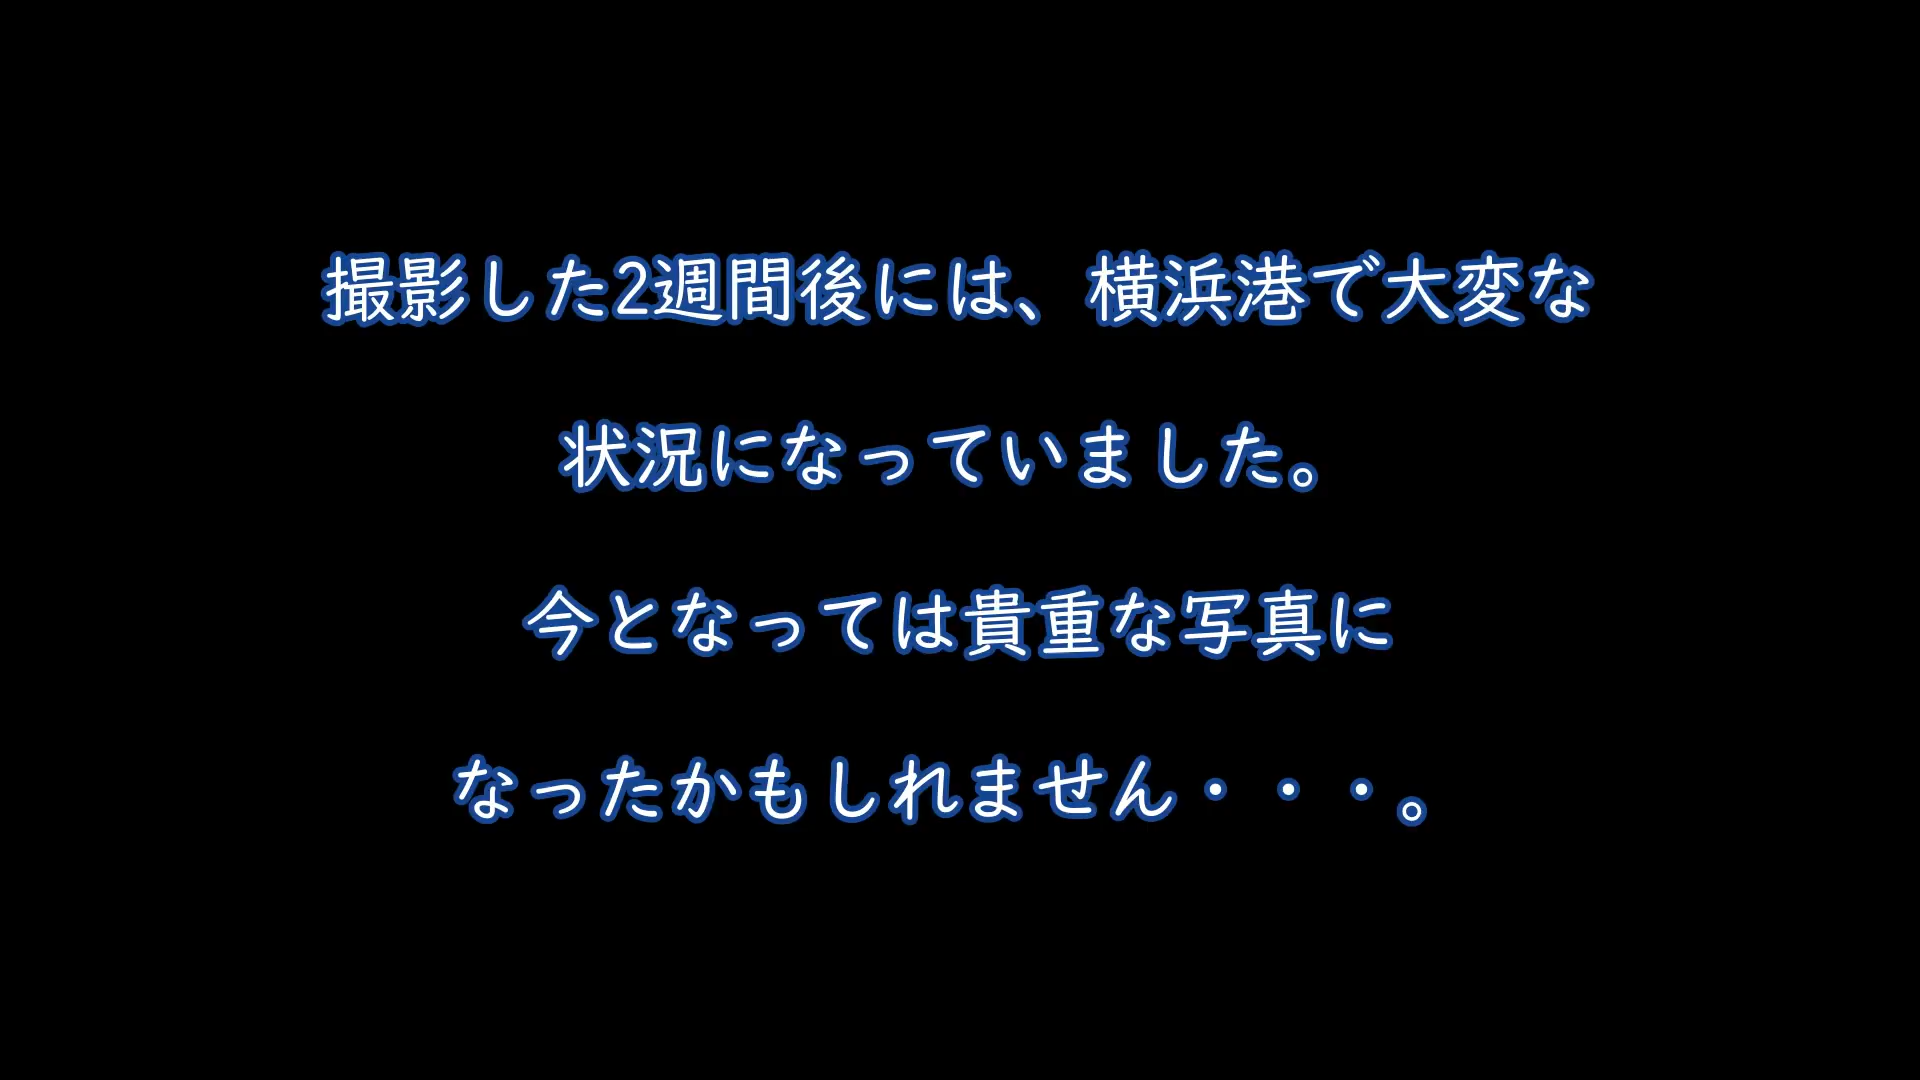 撮影した2週間後には、横浜港で大変な
状況になっていました。
今となっては貴重な写真に
なったかもしれません・・・。